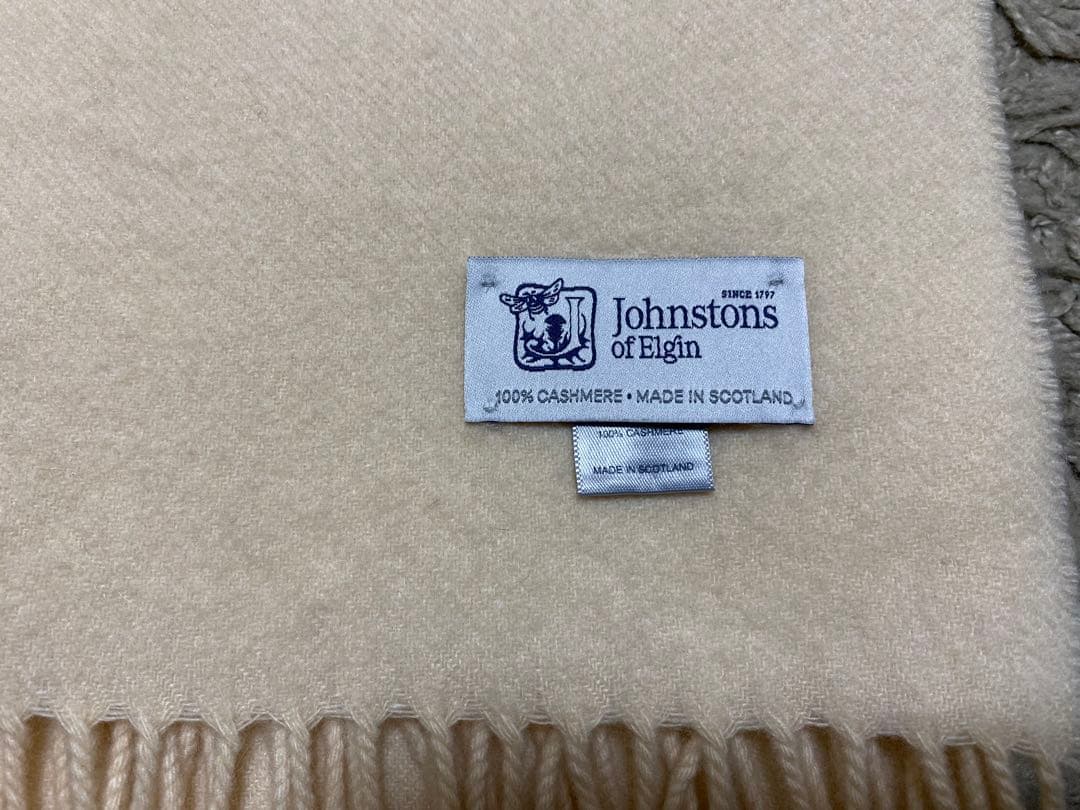 SINCE 1797
Johnstons
of Elgin
100% CASHMERE • MADE IN SCOTLAND
100% CASHMERE
MADE IN SCOTLAND